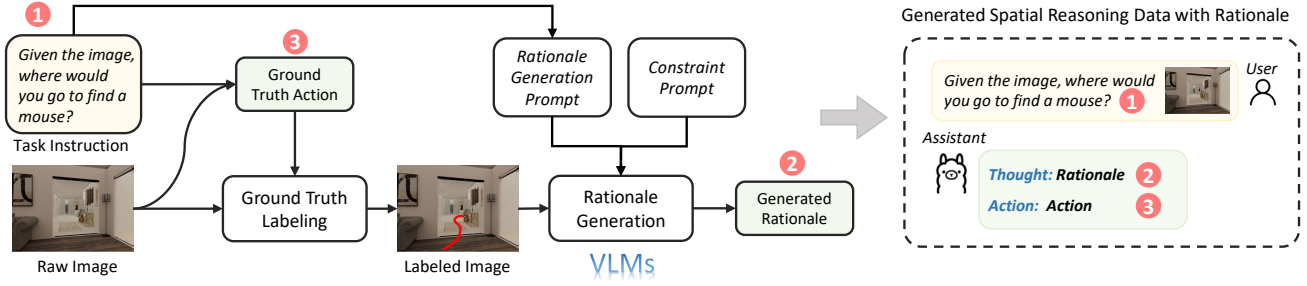 1
Given the image,
where would
you go to find a
mouse?
Task Instruction
Raw Image
3
Ground
Truth Action
Ground Truth
Labeling
Labeled Image
Rationale
Generation
Prompt
Constraint
Prompt
Rationale
Generation
VLMs
2
Generated
Rationale
Generated Spatial Reasoning Data with Rationale
Given the image, where would
you go to find a mouse? 1
User
Assistant
Thought: Rationale 2
Action: Action 3